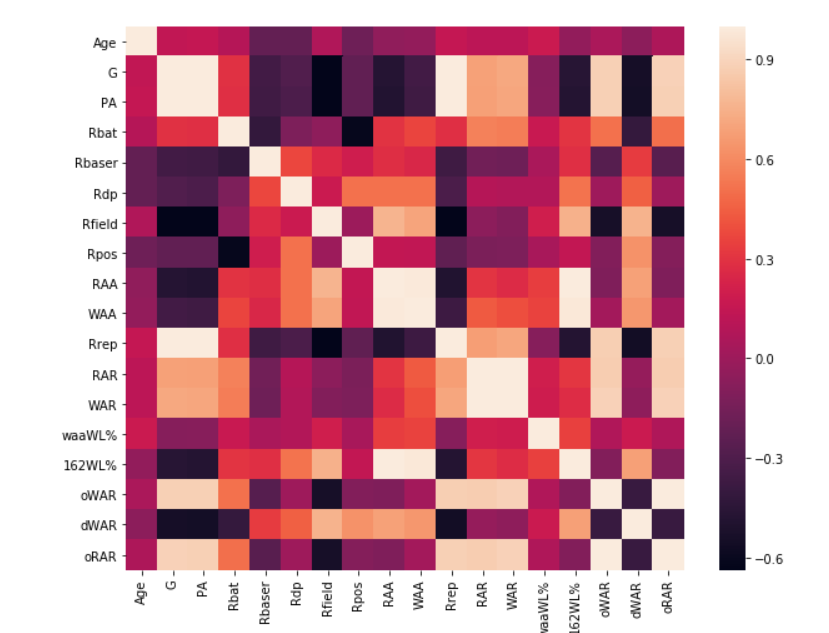 Age
G
PA
Rbat
Rbaser
Rdp
Rfield
Rpos
RAA
WAA
Rrep
RAR
WAR
waaWL%
162WL%
oWAR
dWAR
oRAR
Age
G
PA
Rbat
Rbaser
Rdp
Rfield
Rpos
RAA
WAA
Rrep
RAR
WAR
waaWL%
162WL%
oWAR
dWAR
oRAR
0.9
0.6
0.3
0.0
−0.3
−0.6